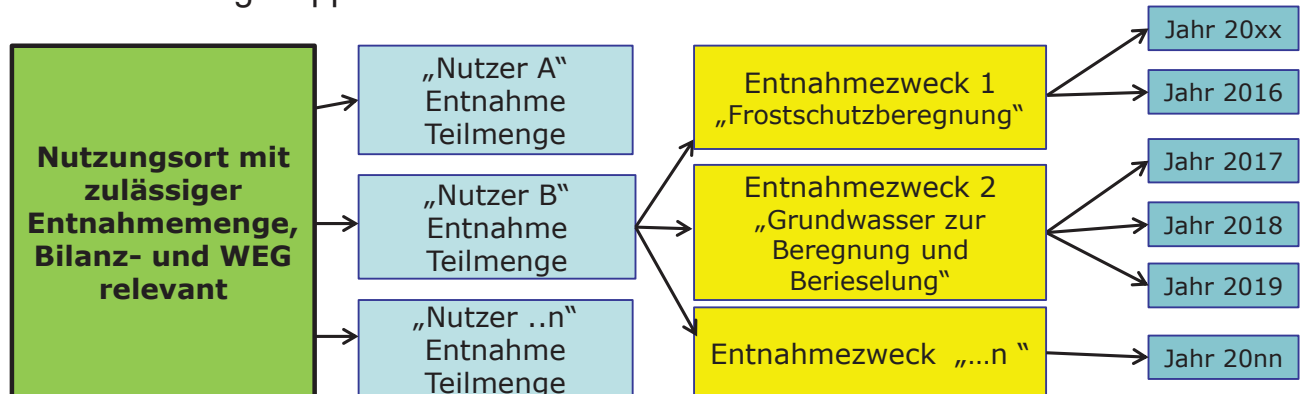 Nutzungsort mit
zulässiger
Entnahmemenge,
Bilanz- und WEG
relevant
„Nutzer A“
Entnahme
Teilmenge
„Nutzer B“
Entnahme
Teilmenge
„Nutzer ..n“
Entnahme
Teilmenge
Entnahmezweck 1
„Frostschutzberegnung“
Entnahmezweck 2
„Grundwasser zur
Beregnung und
Berieselung“
Entnahmezweck „…n “
Jahr 20xx
Jahr 2016
Jahr 2017
Jahr 2018
Jahr 2019
Jahr 20nn